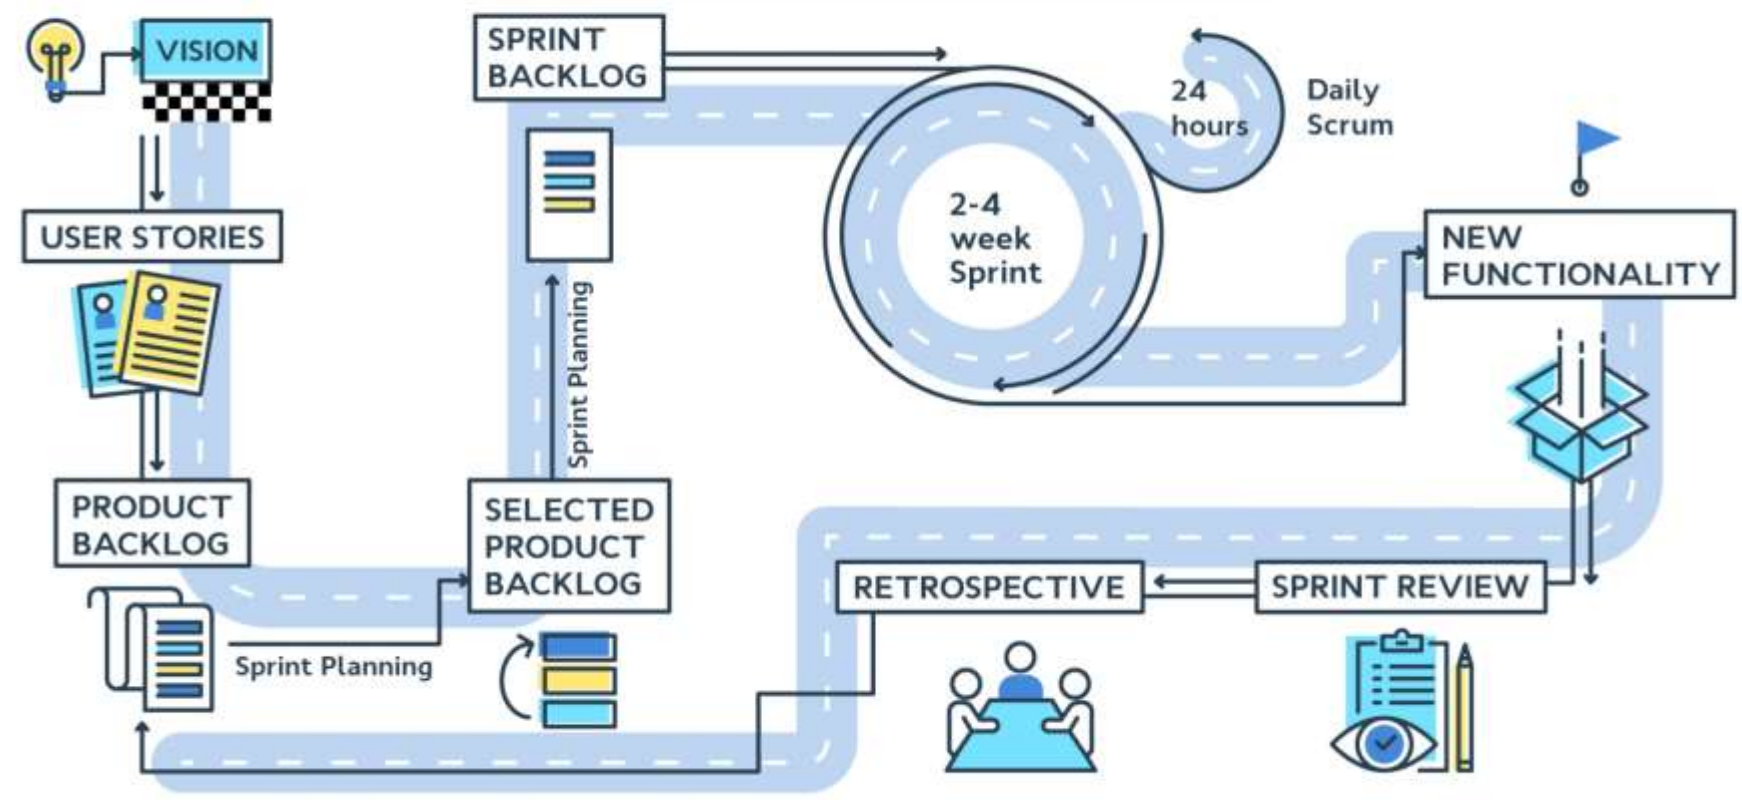 VISION
USER STORIES
PRODUCT
BACKLOG
Sprint Planning
SELECTED
PRODUCT
BACKLOG
Sprint Planning
SPRINT
BACKLOG
2-4
week
Sprint
24
hours
Daily
Scrum
NEW
FUNCTIONALITY
SPRINT REVIEW
RETROSPECTIVE